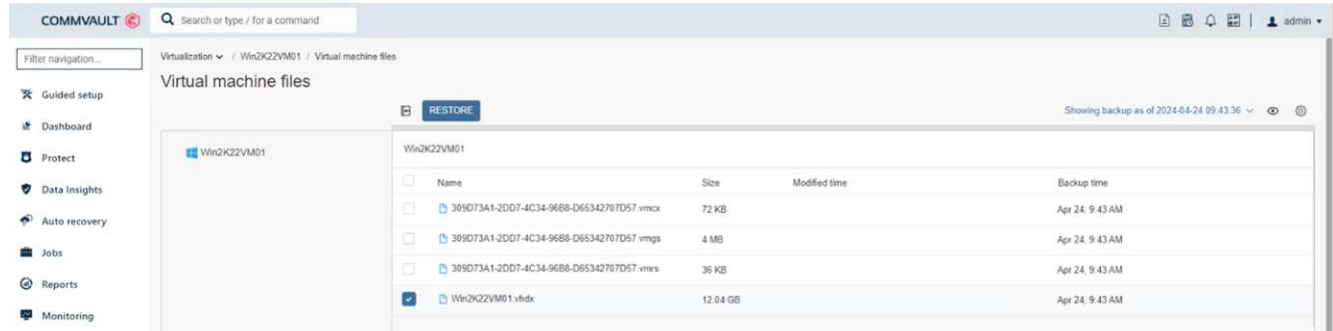 COMMVAULT Search or type / for a command admin
Filter navigation... Virtualization / Win2K22VM01 / Virtual machine files
Virtual machine files
Guided setup
RESTORE Showing backup as of 2024-04-24 09:43:36
Dashboard
Win2K22VM01 Win2K22VM01
Protect
Name Size Modified time Backup time
Data Insights
309D73A1-2DD7-4C34-96B8-D65342707D57.vmcx 72 KB Apr 24, 9:43 AM
Auto recovery
309D73A1-2DD7-4C34-96B8-D65342707D57.vmgs 4 MB Apr 24, 9:43 AM
Jobs
309D73A1-2DD7-4C34-96B8-D65342707D57.vmrs 36 KB Apr 24, 9:43 AM
Reports
Win2K22VM01.vhdx 12.04 GB Apr 24, 9:43 AM
Monitoring